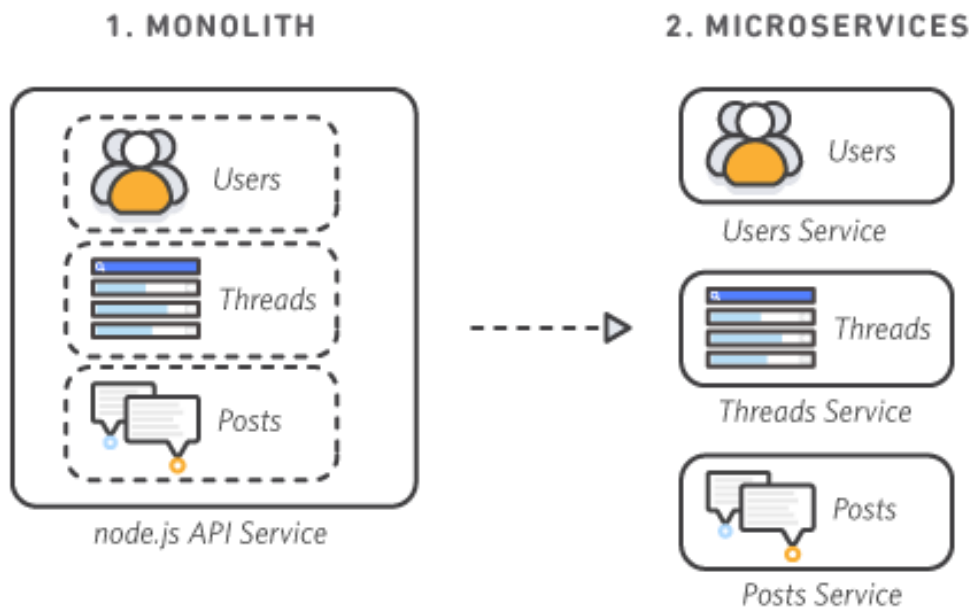 1. MONOLITH
Users
Threads
Posts
node.js API Service
2. MICROSERVICES
Users
Users Service
Threads
Threads Service
Posts
Posts Service